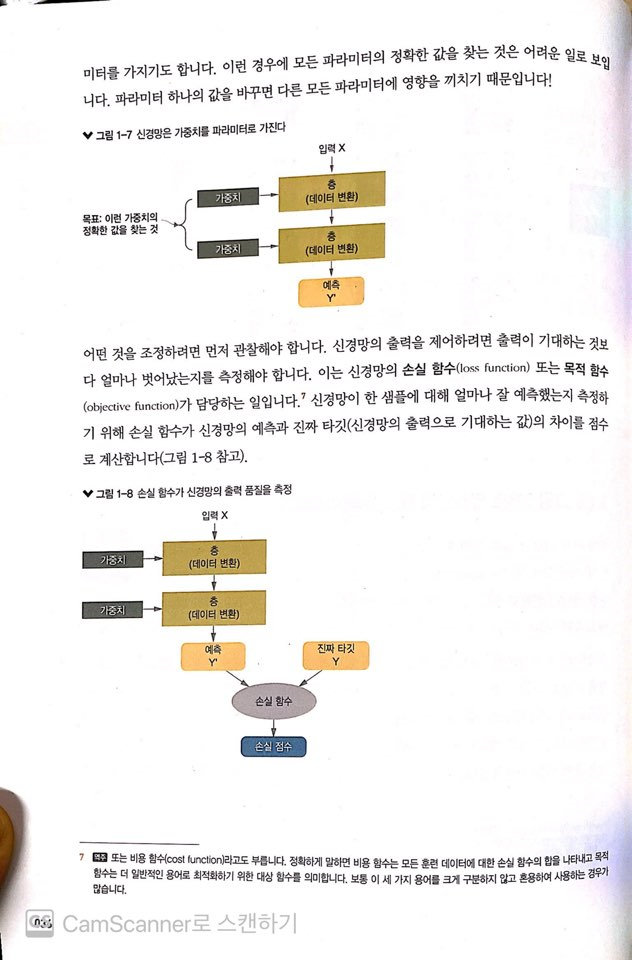 미터를 가지기도 합니다. 이런 경우에 모든 파라미터의 정확한 값을 찾는 것은 어려운 일로 보입
니다. 파라미터 하나의 값을 바꾸면 다른 모든 파라미터에 영향을 끼치기 때문입니다!
그림 1-7 신경망은 가중치를 파라미터로 가진다
입력 X
층
(데이터 변환)
가중치
목표: 이런 가중치의
정확한 값을 찾는 것
층
(데이터 변환)
가중치
예측
Y'
어떤 것을 조정하려면 먼저 관찰해야 합니다. 신경망의 출력을 제어하려면 출력이 기대하는 것보
다 얼마나 벗어났는지를 측정해야 합니다. 이는 신경망의 손실 함수(loss function) 또는 목적 함수
(objective function)가 담당하는 일입니다.7 신경망이 한 샘플에 대해 얼마나 잘 예측했는지 측정하
기 위해 손실 함수가 신경망의 예측과 진짜 타깃(신경망의 출력으로 기대하는 값)의 차이를 점수
로 계산합니다(그림 1-8 참고).
그림 1-8 손실 함수가 신경망의 출력 품질을 측정
입력 X
가중치
층
(데이터 변환)
가중치
층
(데이터 변환)
예측
Y'
진짜 타깃
Y
손실 함수
손실 점수
7 역주 또는 비용 함수(cost function)라고도 부릅니다. 정확하게 말하면 비용 함수는 모든 훈련 데이터에 대한 손실 함수의 합을 나타내고 목적
함수는 더 일반적인 용어로 최적화하기 위한 대상 함수를 의미합니다. 보통 이 세 가지 용어를 크게 구분하지 않고 혼용하여 사용하는 경우가
많습니다.
CS CamScanner로 스캔하기